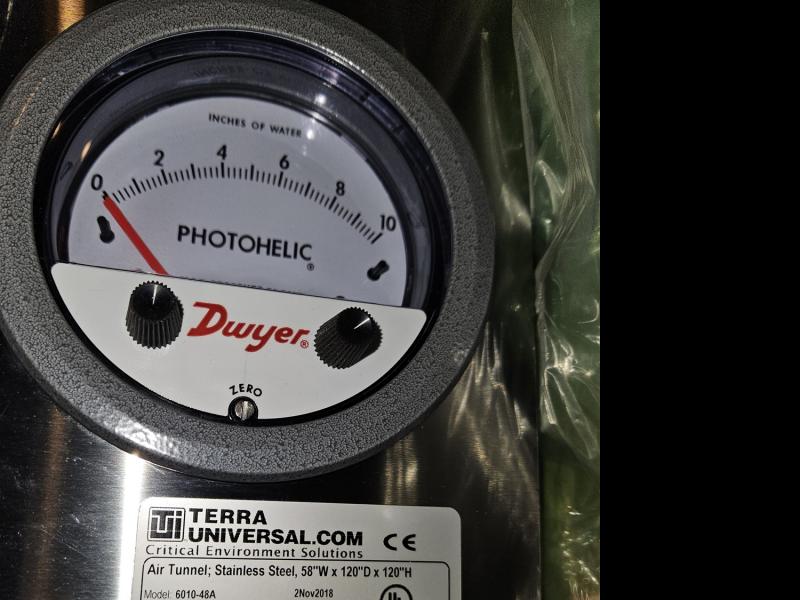 INCHES OF WATER
0 2 4 6 8 10
PHOTOHELIC
®
Dwyer®
ZERO
TERRA
UNIVERSAL.COM CE
Critical Environment Solutions
Air Tunnel; Stainless Steel, 58"W x 120"D x 120"H
Model: 6010-48A 2Nov2018
UL